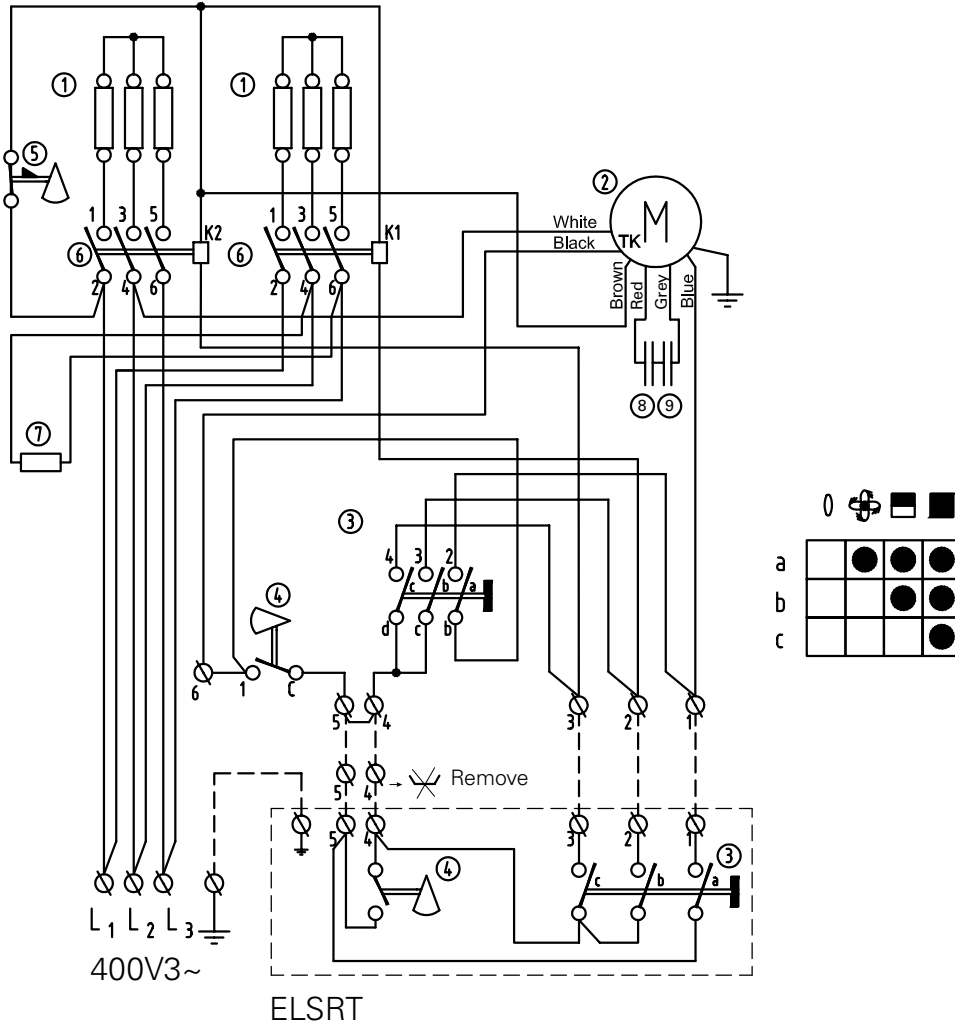 1 1
5
2
White
Black
TK
M
1 3 5 K2
1 3 5 K1
6 6
2 4 6
2 4 6
Brown
Red
Grey
Blue
8 9
7
3
4 3 2
c b a
d c b
4
6 1 C
5 4 3 2 1
5 4
→ Remove
5 4 3 2 1
4
c b a
3
L1 L2 L3
400V3~
ELSRT
a
b
c